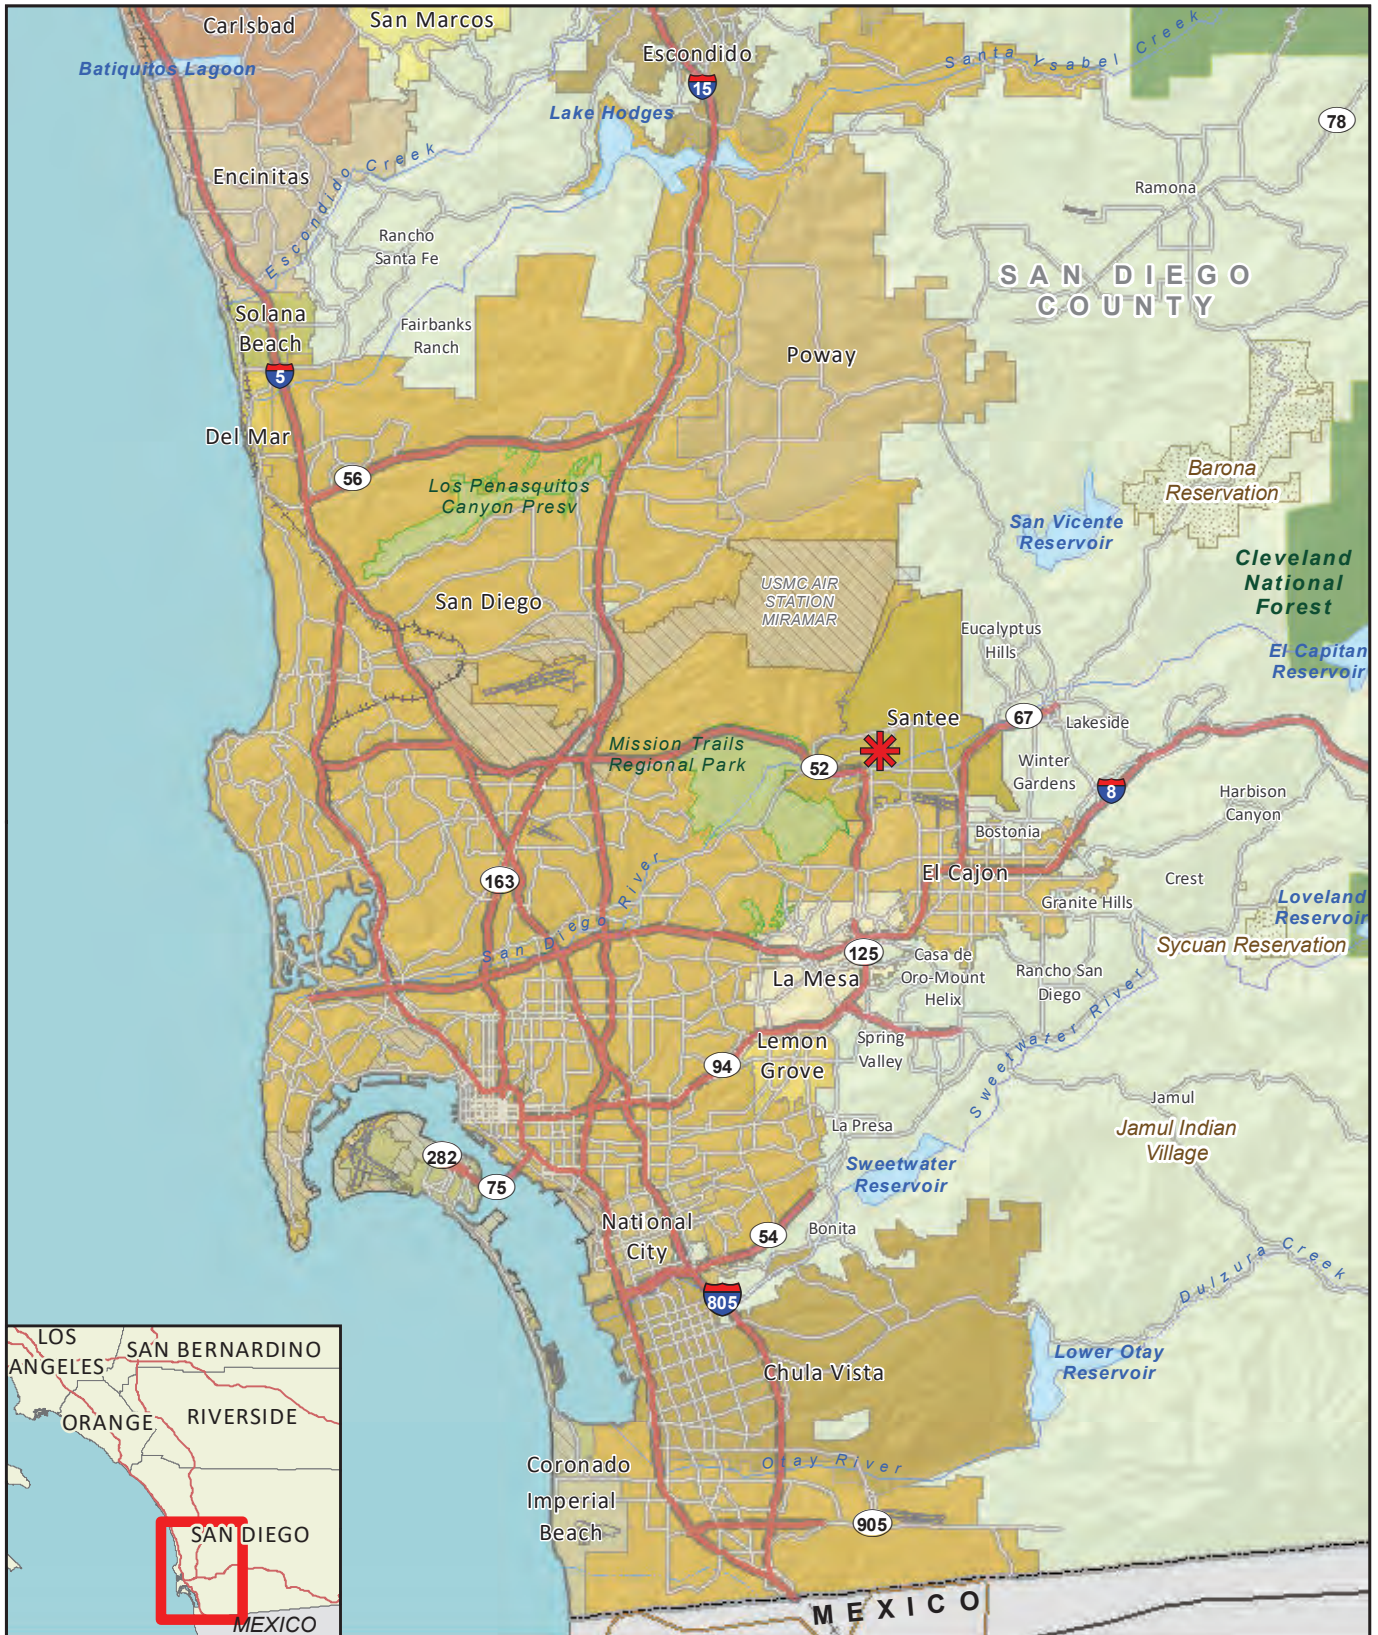 Carlsbad
San Marcos
Escondido
Batiquitos Lagoon
15
Santa Ysabel Creek
Lake Hodges
78
Encinitas
Escondido Creek
Ramona
Rancho
Santa Fe
SAN DIEGO
COUNTY
Solana
Beach
Fairbanks
Ranch
Poway
5
Del Mar
56
Los Penasquitos
Canyon Presv
Barona
Reservation
San Vicente
Reservoir
Cleveland
National
Forest
USMC AIR
STATION
MIRAMAR
San Diego
Eucalyptus
Hills
El Capitan
Reservoir
Santee
67
Lakeside
Mission Trails
Regional Park
52
Winter
Gardens
8
Harbison
Canyon
Bostonia
163
El Cajon
Crest
Granite Hills
Loveland
Reservoir
San Diego River
Sycuan Reservation
125
Casa de
Oro-Mount
Helix
La Mesa
Rancho San
Diego
Sweetwater River
Lemon
Grove
Spring
Valley
94
Jamul
La Presa
Jamul Indian
Village
282
75
Sweetwater
Reservoir
National
City
54
Bonita
Dulzura Creek
805
Lower Otay
Reservoir
Chula Vista
Otay River
Coronado
Imperial
Beach
905
MEXICO
LOS
ANGELES
SAN BERNARDINO
ORANGE
RIVERSIDE
SAN DIEGO
MEXICO